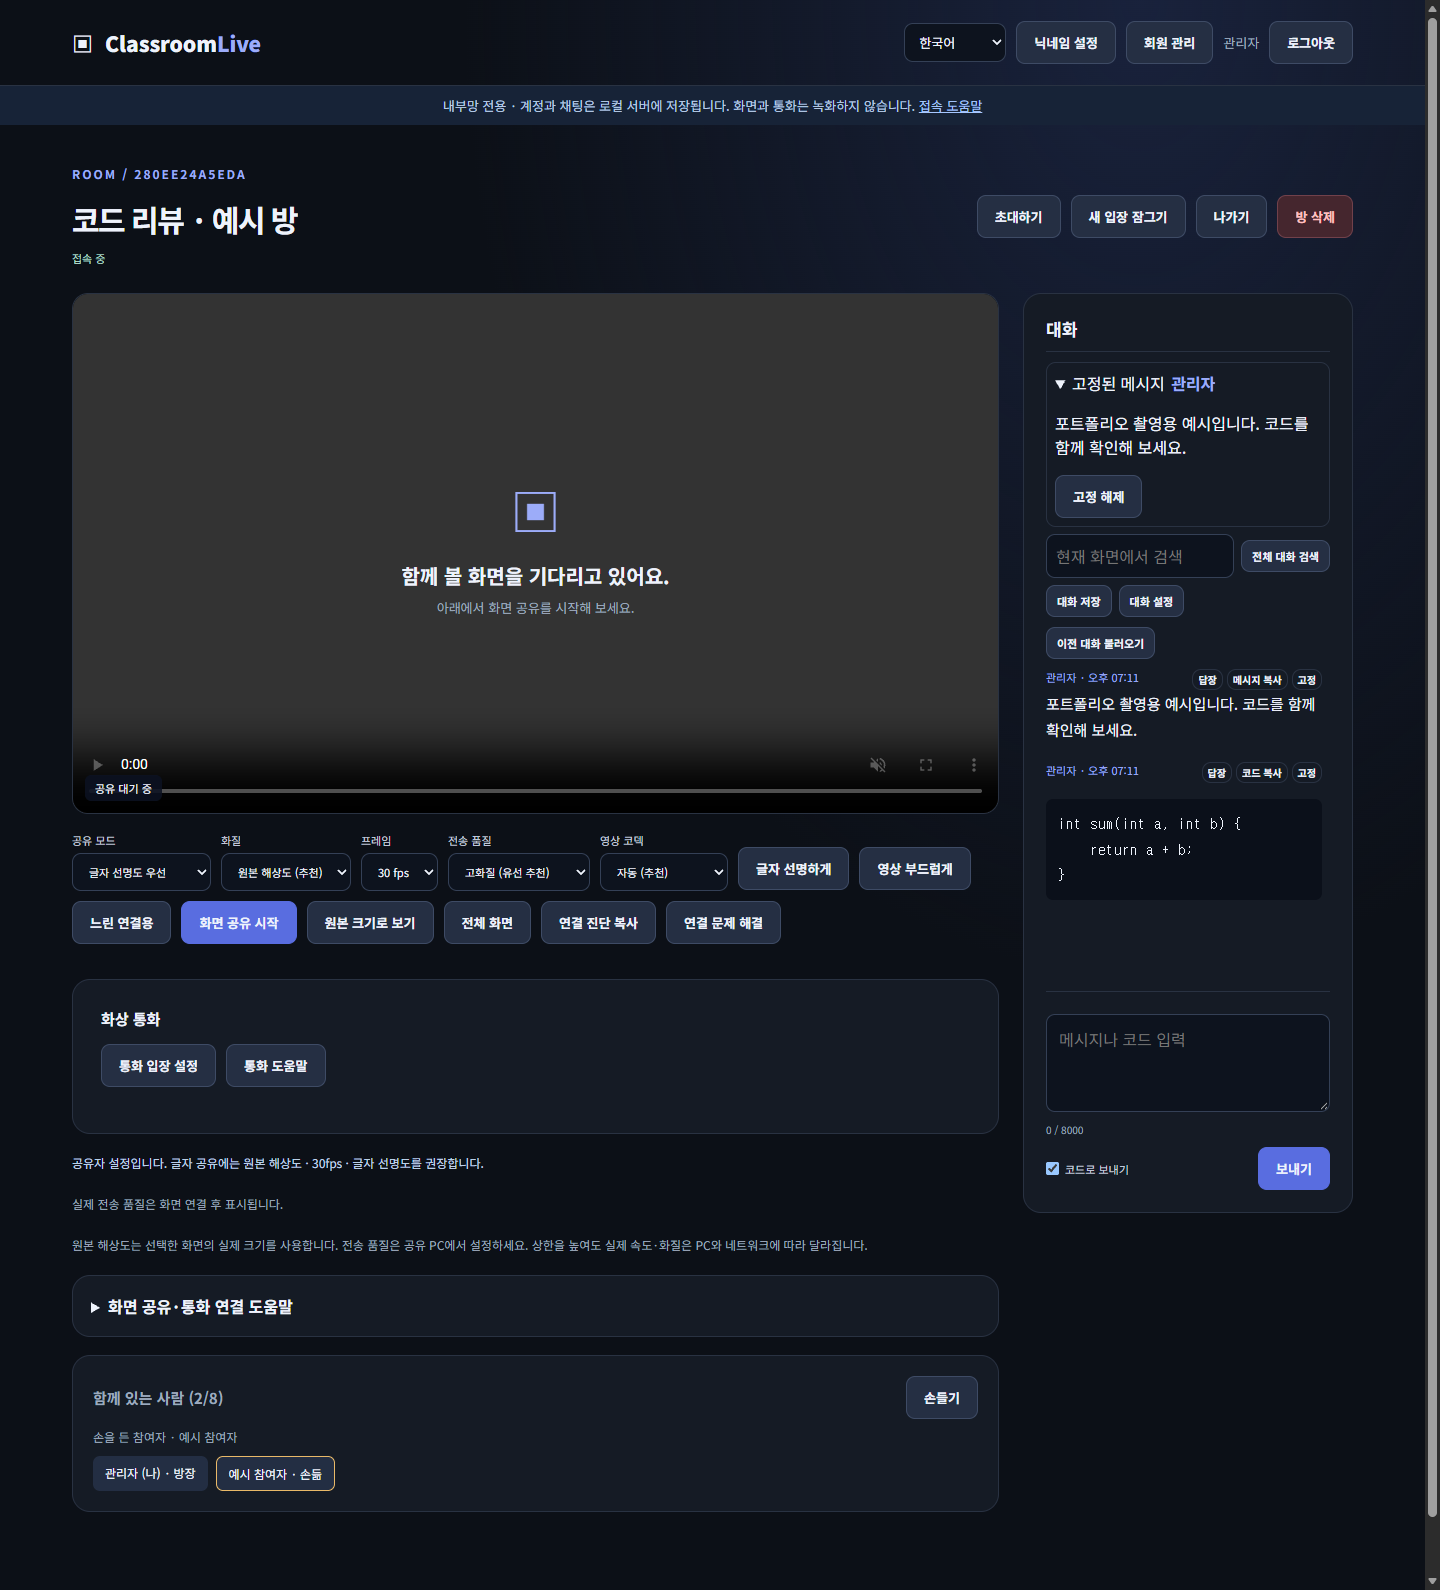 ClassroomLive
한국어
닉네임 설정
회원 관리
관리자
로그아웃
내부망 전용 · 계정과 채팅은 로컬 서버에 저장됩니다. 화면과 통화는 녹화하지 않습니다. 접속 도움말
ROOM / 280EE24A5EDA
코드 리뷰 · 예시 방
접속 중
초대하기
새 입장 잠그기
나가기
방 삭제
함께 볼 화면을 기다리고 있어요.
아래에서 화면 공유를 시작해 보세요.
0:00
공유 대기 중
공유 모드
화질
프레임
전송 품질
영상 코덱
글자 선명도 우선
원본 해상도 (추천)
30 fps
고화질 (유선 추천)
자동 (추천)
글자 선명하게
영상 부드럽게
느린 연결용
화면 공유 시작
원본 크기로 보기
전체 화면
연결 진단 복사
연결 문제 해결
화상 통화
통화 입장 설정
통화 도움말
공유자 설정입니다. 글자 공유에는 원본 해상도 · 30fps · 글자 선명도를 권장합니다.
실제 전송 품질은 화면 연결 후 표시됩니다.
원본 해상도는 선택한 화면의 실제 크기를 사용합니다. 전송 품질은 공유 PC에서 설정하세요. 상한을 높여도 실제 속도·화질은 PC와 네트워크에 따라 달라집니다.
▶ 화면 공유·통화 연결 도움말
함께 있는 사람 (2/8)
손들기
손을 든 참여자 · 예시 참여자
관리자 (나) · 방장
예시 참여자 · 손듦
대화
▼ 고정된 메시지 관리자
포트폴리오 촬영용 예시입니다. 코드를
함께 확인해 보세요.
고정 해제
현재 화면에서 검색
전체 대화 검색
대화 저장
대화 설정
이전 대화 불러오기
관리자 · 오후 07:11
답장
메시지 복사
고정
포트폴리오 촬영용 예시입니다. 코드를 함께
확인해 보세요.
관리자 · 오후 07:11
답장
코드 복사
고정
int sum(int a, int b) {
    return a + b;
}
메시지나 코드 입력
0 / 8000
코드로 보내기
보내기